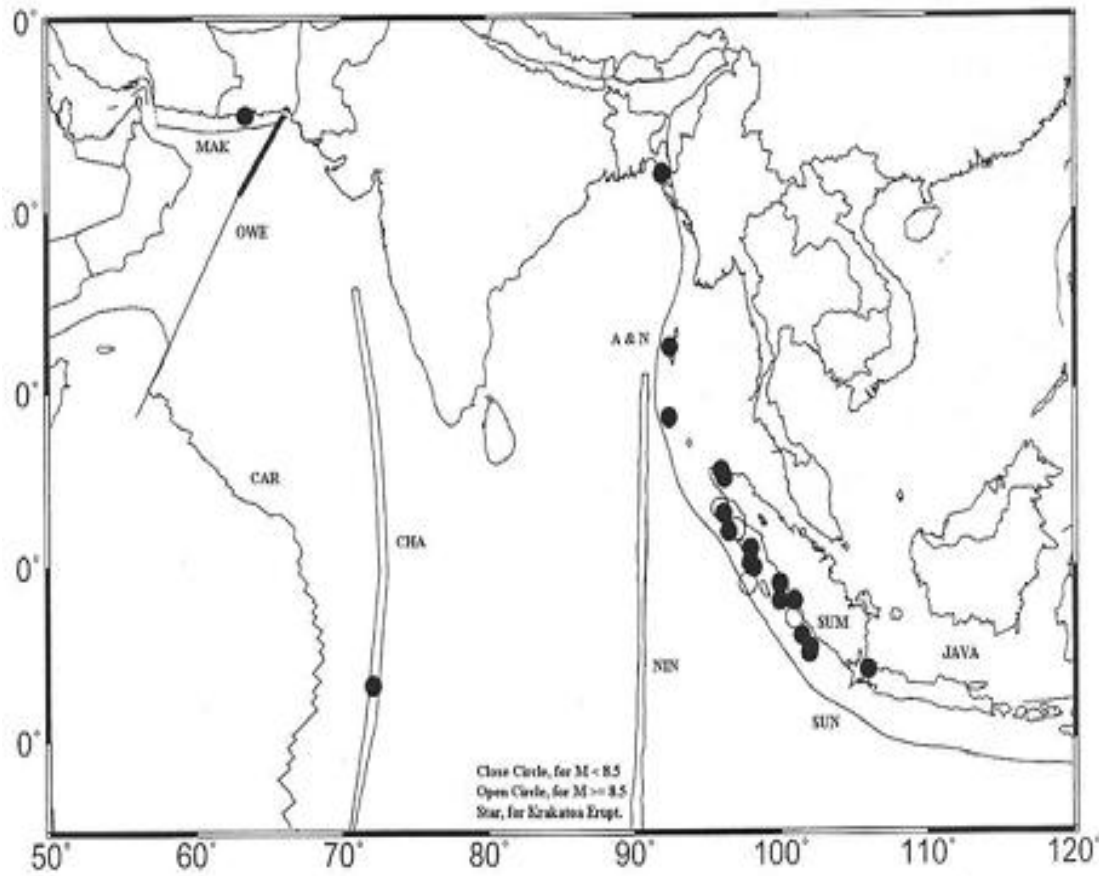 0°
MAK
0°
OWE
A & N
0°
CAR
CHA
0°
SUM
NIN
JAVA
SUN
0°
Close Circle, for M < 8.5
Open Circle, for M >= 8.5
Star, for Krakatoa Erupt.
50° 60° 70° 80° 90° 100° 110° 120°